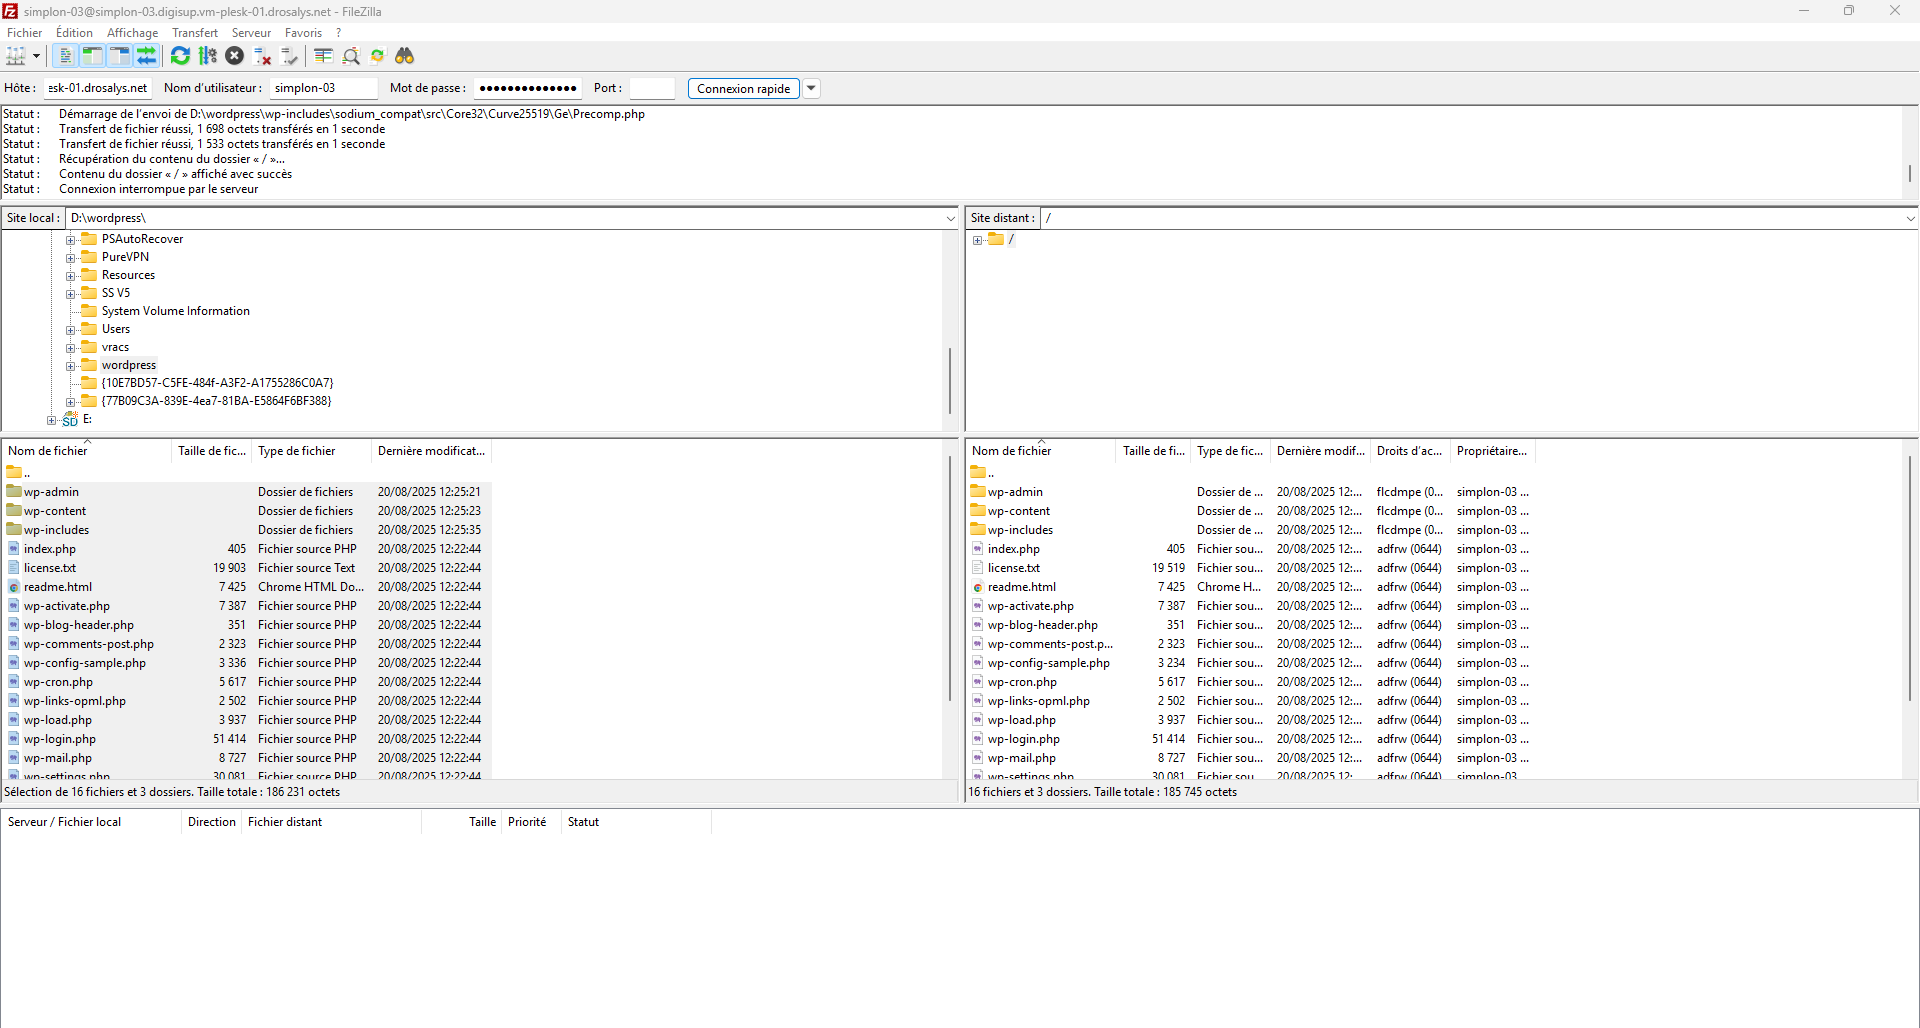 simplon-03@simplon-03.digisup.vm-plesk-01.drosalys.net - FileZilla
Fichier Édition Affichage Transfert Serveur Favoris ?
Hôte : esk-01.drosalys.net Nom d'utilisateur : simplon-03 Mot de passe : ●●●●●●●●●●●●●● Port : Connexion rapide
Statut : Démarrage de l'envoi de D:\wordpress\wp-includes\sodium_compat\src\Core32\Curve25519\Ge\Precomp.php
Statut : Transfert de fichier réussi, 1 698 octets transférés en 1 seconde
Statut : Transfert de fichier réussi, 1 533 octets transférés en 1 seconde
Statut : Récupération du contenu du dossier « / »...
Statut : Contenu du dossier « / » affiché avec succès
Statut : Connexion interrompue par le serveur
Site local : D:\wordpress\
PSAutoRecover
PureVPN
Resources
SS V5
System Volume Information
Users
vracs
wordpress
{10E7BD57-C5FE-484f-A3F2-A1755286C0A7}
{77B09C3A-839E-4ea7-81BA-E5864F6BF388}
E:
Site distant : /
/
Nom de fichier Taille de fic... Type de fichier Dernière modificat...
..
wp-admin Dossier de fichiers 20/08/2025 12:25:21
wp-content Dossier de fichiers 20/08/2025 12:25:23
wp-includes Dossier de fichiers 20/08/2025 12:25:35
index.php 405 Fichier source PHP 20/08/2025 12:22:44
license.txt 19 903 Fichier source Text 20/08/2025 12:22:44
readme.html 7 425 Chrome HTML Do... 20/08/2025 12:22:44
wp-activate.php 7 387 Fichier source PHP 20/08/2025 12:22:44
wp-blog-header.php 351 Fichier source PHP 20/08/2025 12:22:44
wp-comments-post.php 2 323 Fichier source PHP 20/08/2025 12:22:44
wp-config-sample.php 3 336 Fichier source PHP 20/08/2025 12:22:44
wp-cron.php 5 617 Fichier source PHP 20/08/2025 12:22:44
wp-links-opml.php 2 502 Fichier source PHP 20/08/2025 12:22:44
wp-load.php 3 937 Fichier source PHP 20/08/2025 12:22:44
wp-login.php 51 414 Fichier source PHP 20/08/2025 12:22:44
wp-mail.php 8 727 Fichier source PHP 20/08/2025 12:22:44
wp-settings.php 30 081 Fichier source PHP 20/08/2025 12:22:44
Sélection de 16 fichiers et 3 dossiers. Taille totale : 186 231 octets
Nom de fichier Taille de fi... Type de fic... Dernière modif... Droits d'ac... Propriétaire...
..
wp-admin Dossier de ... 20/08/2025 12:... flcdmpe (0... simplon-03 ...
wp-content Dossier de ... 20/08/2025 12:... flcdmpe (0... simplon-03 ...
wp-includes Dossier de ... 20/08/2025 12:... flcdmpe (0... simplon-03 ...
index.php 405 Fichier sou... 20/08/2025 12:... adfrw (0644) simplon-03 ...
license.txt 19 519 Fichier sou... 20/08/2025 12:... adfrw (0644) simplon-03 ...
readme.html 7 425 Chrome H... 20/08/2025 12:... adfrw (0644) simplon-03 ...
wp-activate.php 7 387 Fichier sou... 20/08/2025 12:... adfrw (0644) simplon-03 ...
wp-blog-header.php 351 Fichier sou... 20/08/2025 12:... adfrw (0644) simplon-03 ...
wp-comments-post.p... 2 323 Fichier sou... 20/08/2025 12:... adfrw (0644) simplon-03 ...
wp-config-sample.php 3 234 Fichier sou... 20/08/2025 12:... adfrw (0644) simplon-03 ...
wp-cron.php 5 617 Fichier sou... 20/08/2025 12:... adfrw (0644) simplon-03 ...
wp-links-opml.php 2 502 Fichier sou... 20/08/2025 12:... adfrw (0644) simplon-03 ...
wp-load.php 3 937 Fichier sou... 20/08/2025 12:... adfrw (0644) simplon-03 ...
wp-login.php 51 414 Fichier sou... 20/08/2025 12:... adfrw (0644) simplon-03 ...
wp-mail.php 8 727 Fichier sou... 20/08/2025 12:... adfrw (0644) simplon-03 ...
wp-settings.php 30 081 Fichier sou... 20/08/2025 12:... adfrw (0644) simplon-03 ...
16 fichiers et 3 dossiers. Taille totale : 185 745 octets
Serveur / Fichier local Direction Fichier distant Taille Priorité Statut